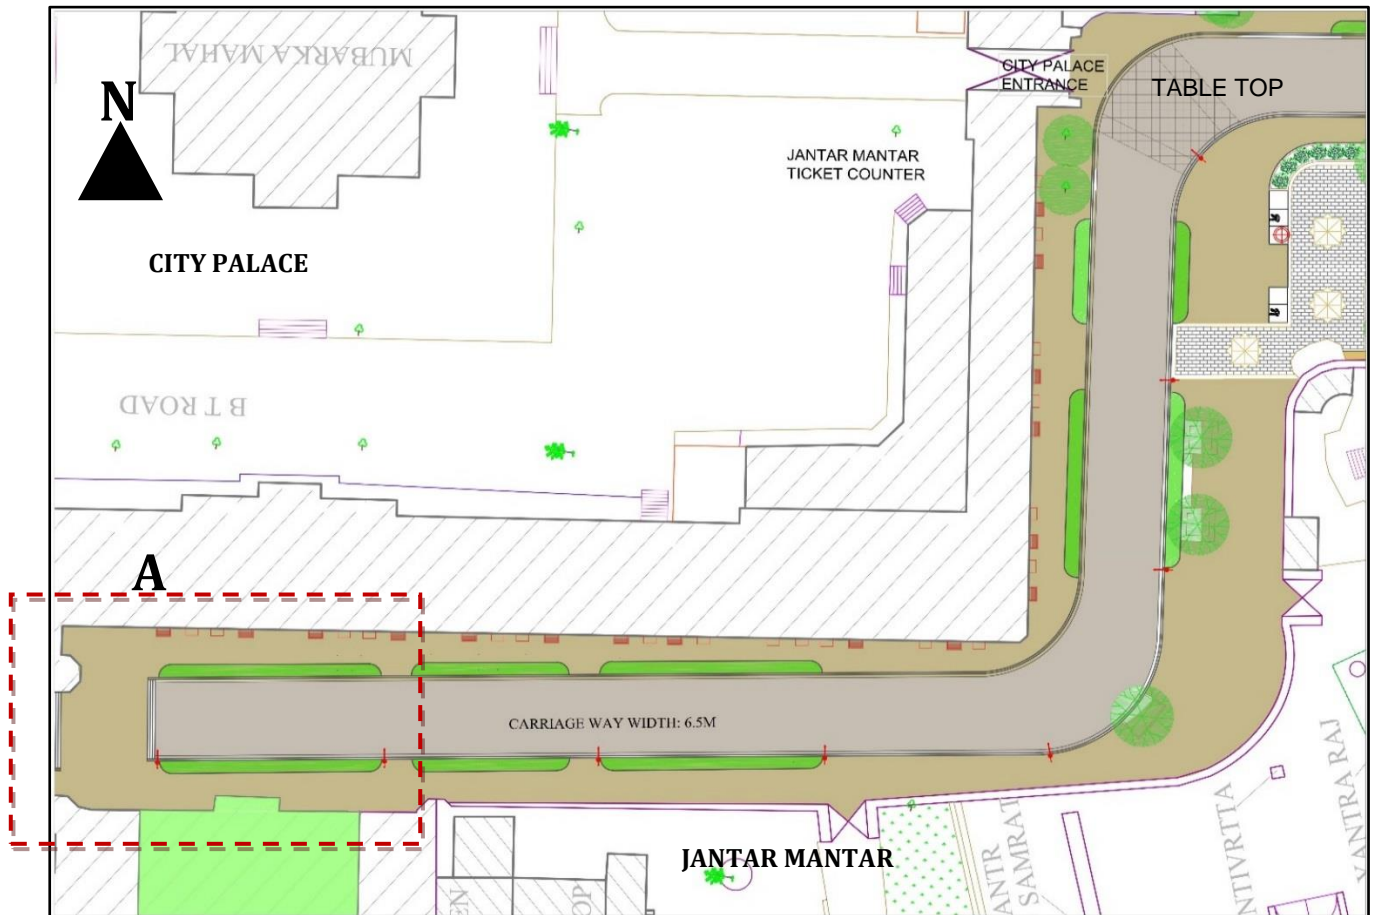 MUBARKA MAHAL
N
CITY PALACE
ENTRANCE
TABLE TOP
JANTAR MANTAR
TICKET COUNTER
CITY PALACE
B T ROAD
A
CARRIAGE WAY WIDTH: 6.5M
JANTAR MANTAR
SAMRAT
YANTRA RAJ